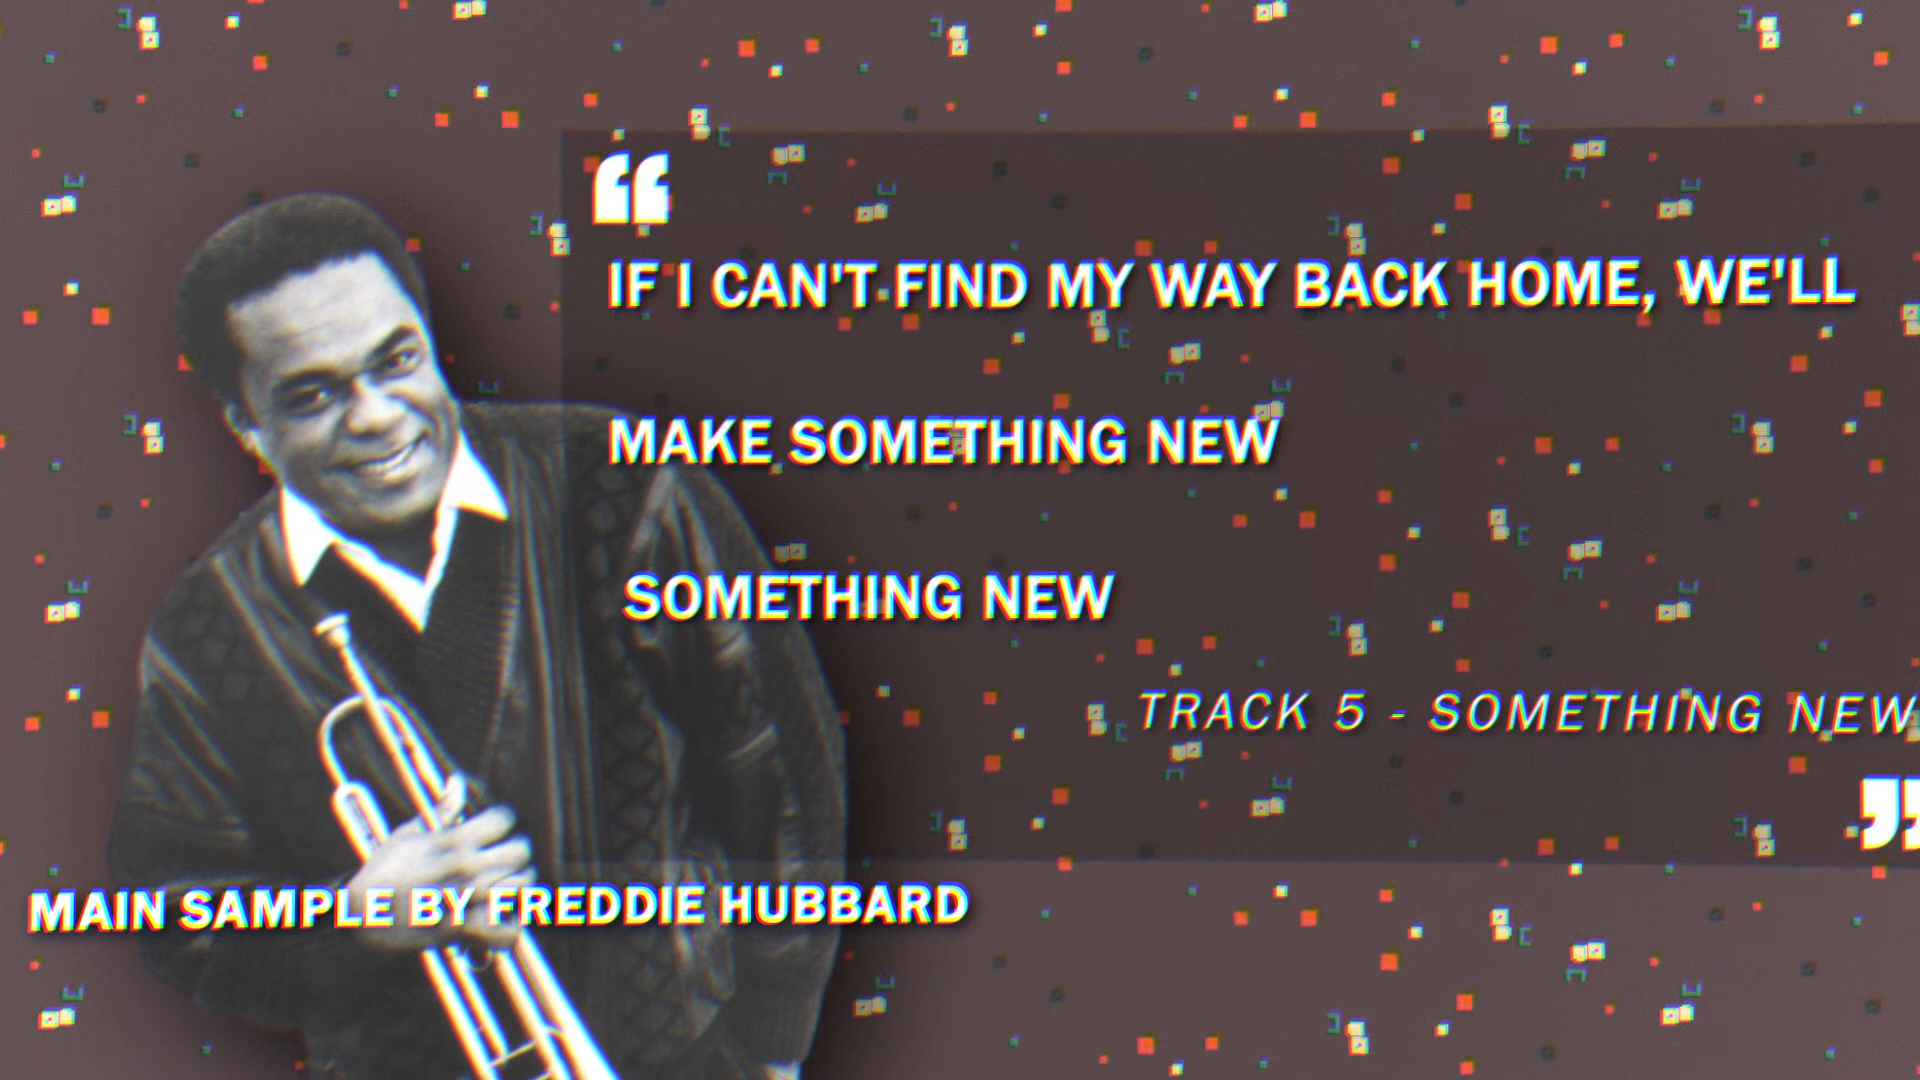 “
IF I CAN'T FIND MY WAY BACK HOME, WE'LL
MAKE SOMETHING NEW
SOMETHING NEW
TRACK 5 - SOMETHING NEW
”
MAIN SAMPLE BY FREDDIE HUBBARD